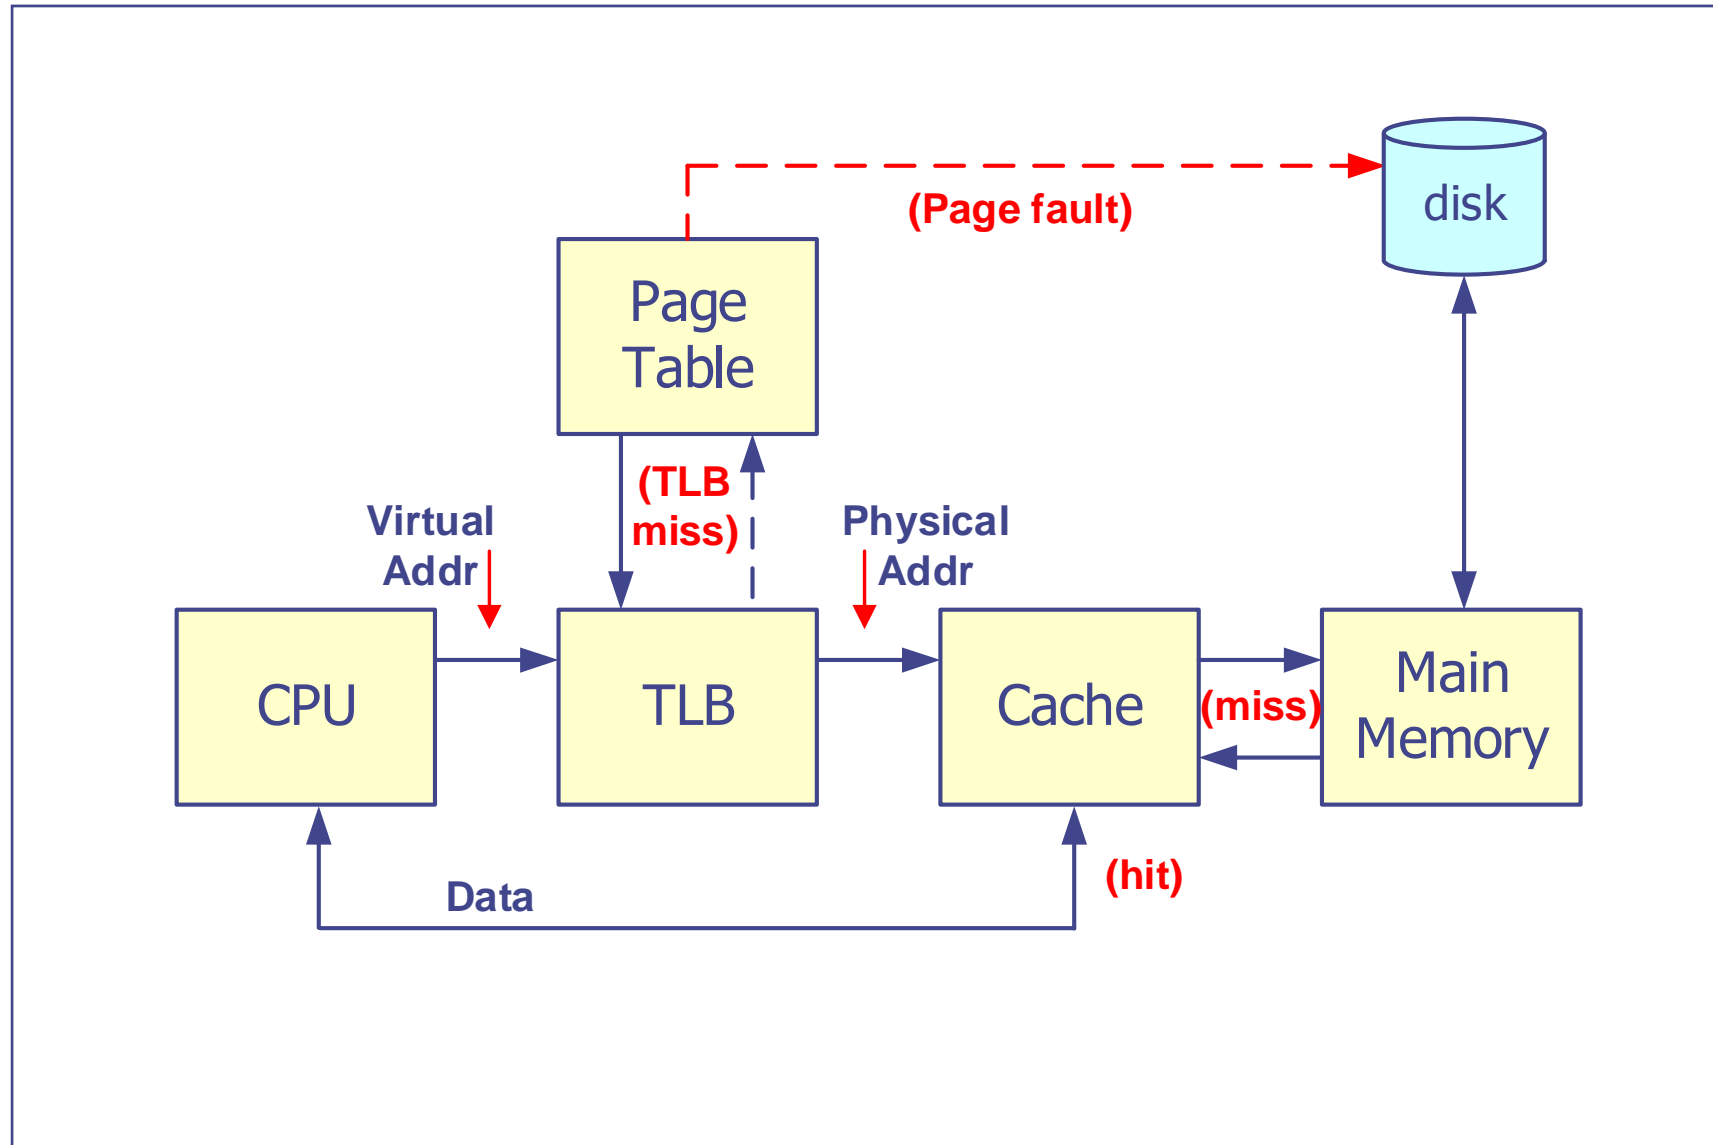 disk
(Page fault)
Page
Table
(TLB
miss)
Virtual
Addr
Physical
Addr
CPU
TLB
Cache
(miss)
Main
Memory
(hit)
Data